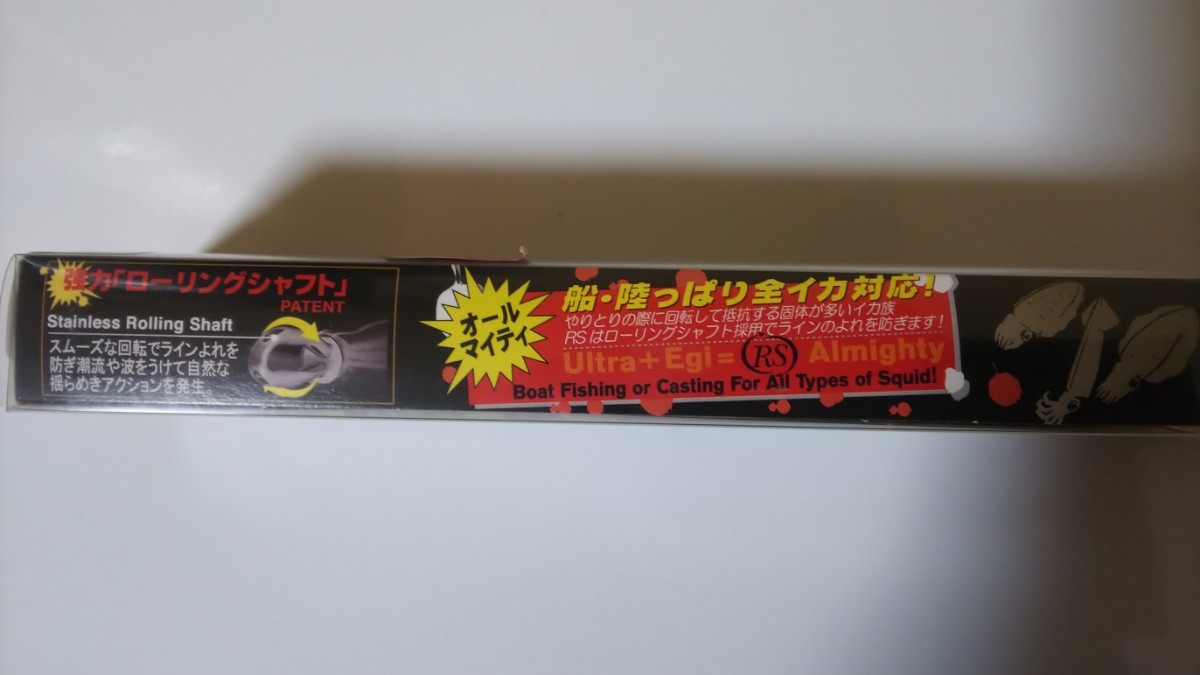 強力「ローリングシャフト」
PATENT
Stainless Rolling Shaft
スムーズな回転でラインよれを
防ぎ潮流や波をうけて自然な
揺らめきアクションを発生。
オール
マイティ
船・陸っぱり全イカ対応！
やりとりの際に回転して抵抗する固体が多いイカ族
RSはローリングシャフト採用でラインのよれを防ぎます！
Ultra+Egi= RS Almighty
Boat Fishing or Casting For All Types of Squid!